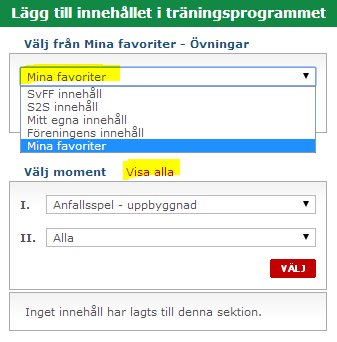 Lägg till innehållet i träningsprogrammet
Välj från Mina favoriter - Övningar
Mina favoriter
SvFF innehåll
S2S innehåll
Mitt egna innehåll
Föreningens innehåll
Mina favoriter
Välj moment Visa alla
I. Anfallsspel - uppbyggnad
II. Alla
VÄLJ
Inget innehåll har lagts till denna sektion.